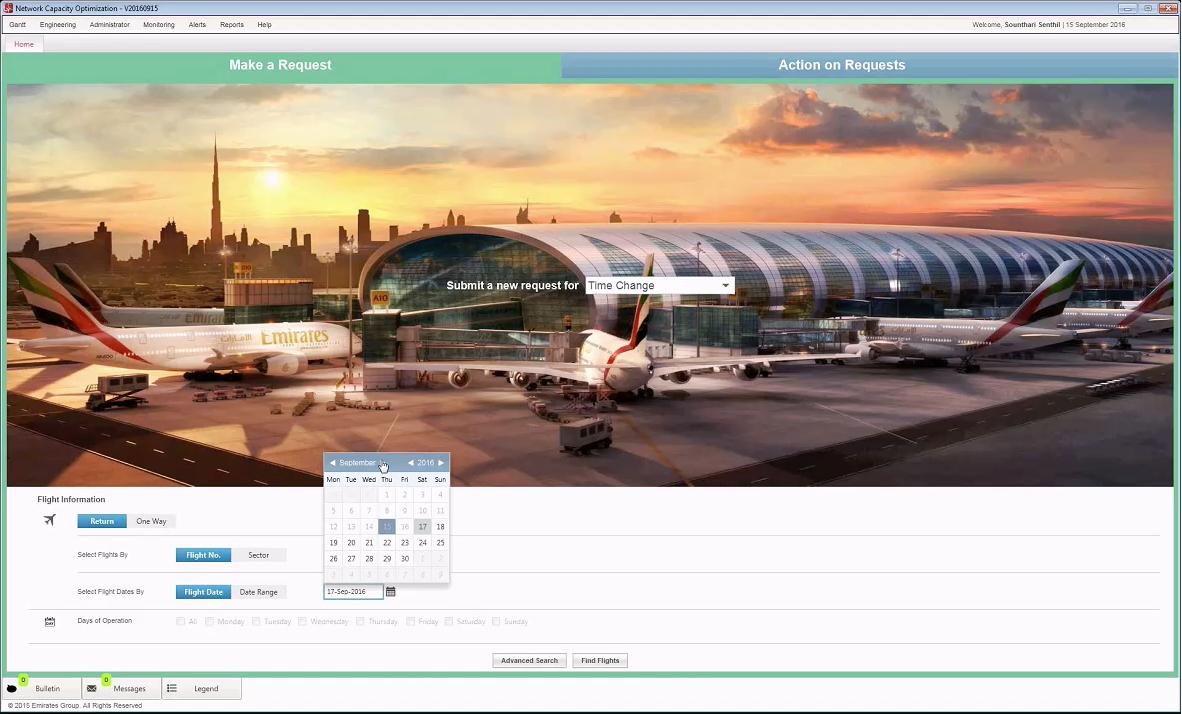 Network Capacity Optimization - V20160915
Gantt Engineering Administrator Monitoring Alerts Reports Help
Welcome, Sounthari Senthil | 15 September 2016
Home
Make a Request Action on Requests
Submit a new request for Time Change
A10
Emirates
September 2016
Mon Tue Wed Thu Fri Sat Sun
1 2 3 4
5 6 7 8 9 10 11
12 13 14 15 16 17 18
19 20 21 22 23 24 25
26 27 28 29 30 1 2
3 4 5 6 7 8 9
Flight Information
Return One Way
Select Flights By Flight No. Sector
Select Flight Dates By Flight Date Date Range 17-Sep-2016
Days of Operation All Monday Tuesday Wednesday Thursday Friday Saturday Sunday
Advanced Search Find Flights
0 Bulletin 0 Messages Legend
© 2015 Emirates Group. All Rights Reserved